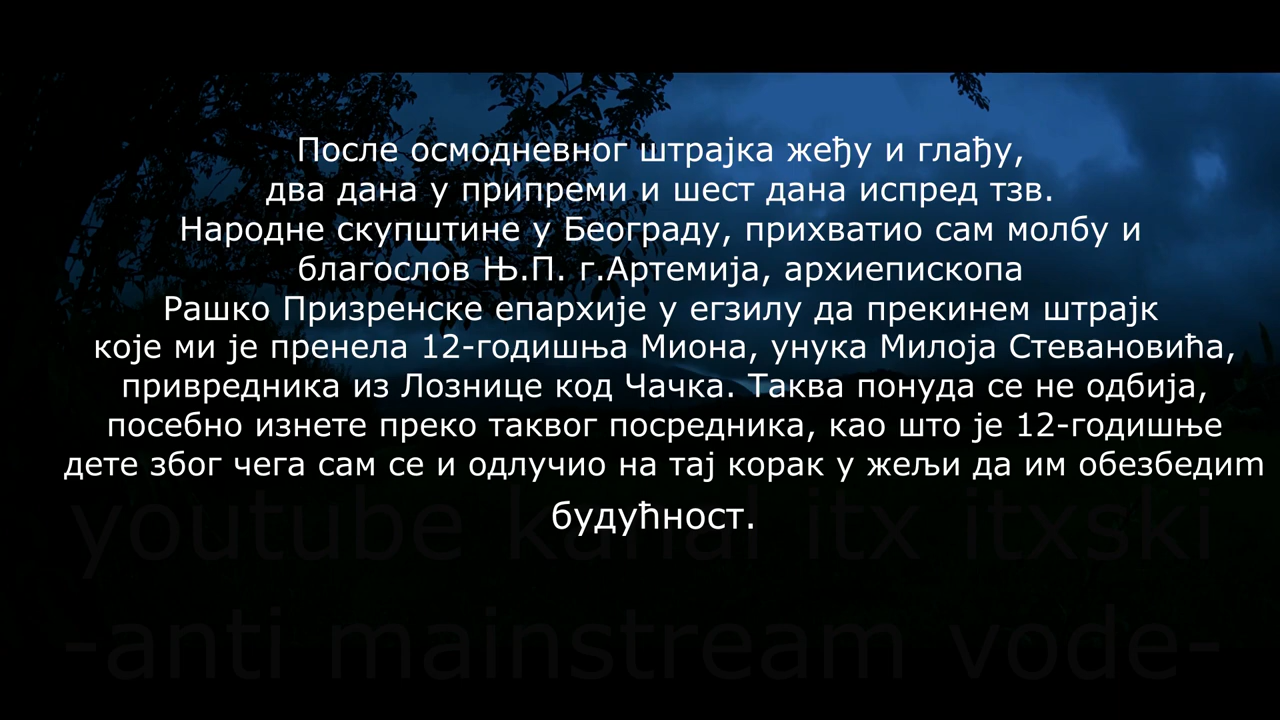 После осмодневног штрајка жеђу и глађу,
два дана у припреми и шест дана испред тзв.
Народне скупштине у Београду, прихватио сам молбу и
благослов Њ.П. г.Артемија, архиепископа
Рашко Призренске епархије у егзилу да прекинем штрајк
које ми је пренела 12-годишња Миона, унука Милоја Стевановића,
привредника из Лознице код Чачка. Таква понуда се не одбија,
посебно изнете преко таквог посредника, као што је 12-годишње
дете због чега сам се и одлучио на тај корак у жељи да им обезбедит
будућност.
youtube kanal itx itxski
-anti mainstream vode-